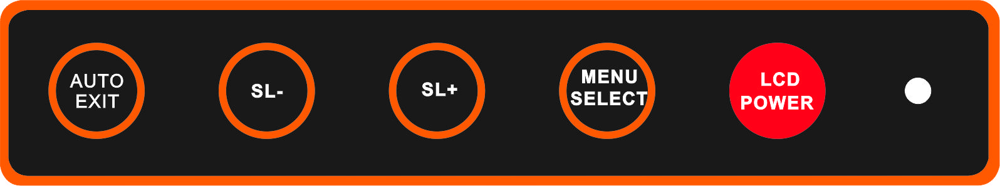 AUTO
EXIT
SL-
SL+
MENU
SELECT
LCD
POWER